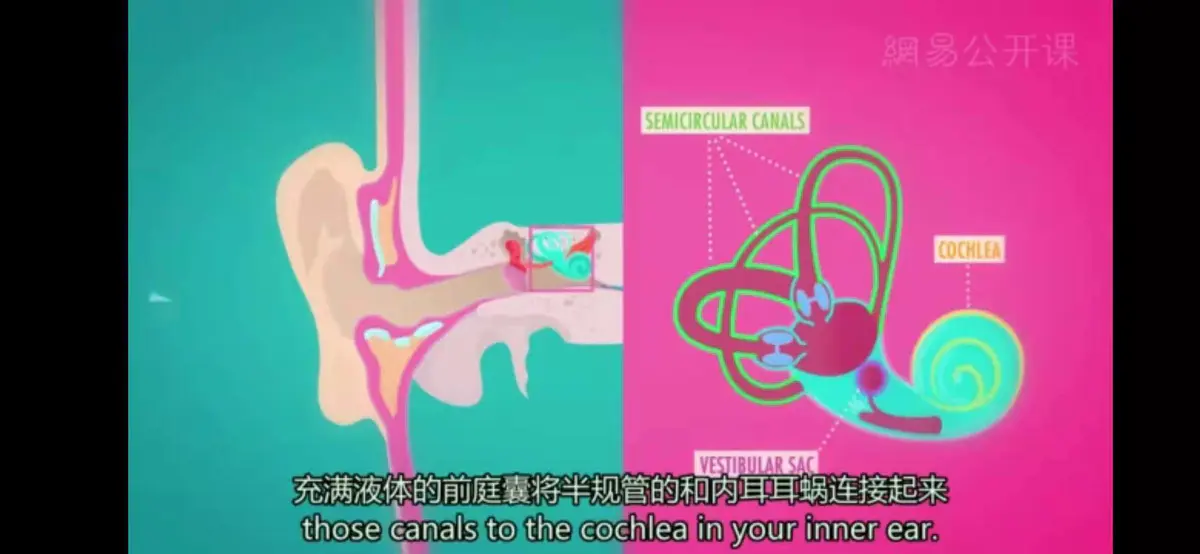 網易公开课
SEMICIRCULAR CANALS
COCHLEA
VESTIBULAR SAC
充满液体的前庭囊将半规管的和内耳耳蜗连接起来
those canals to the cochlea in your inner ear.